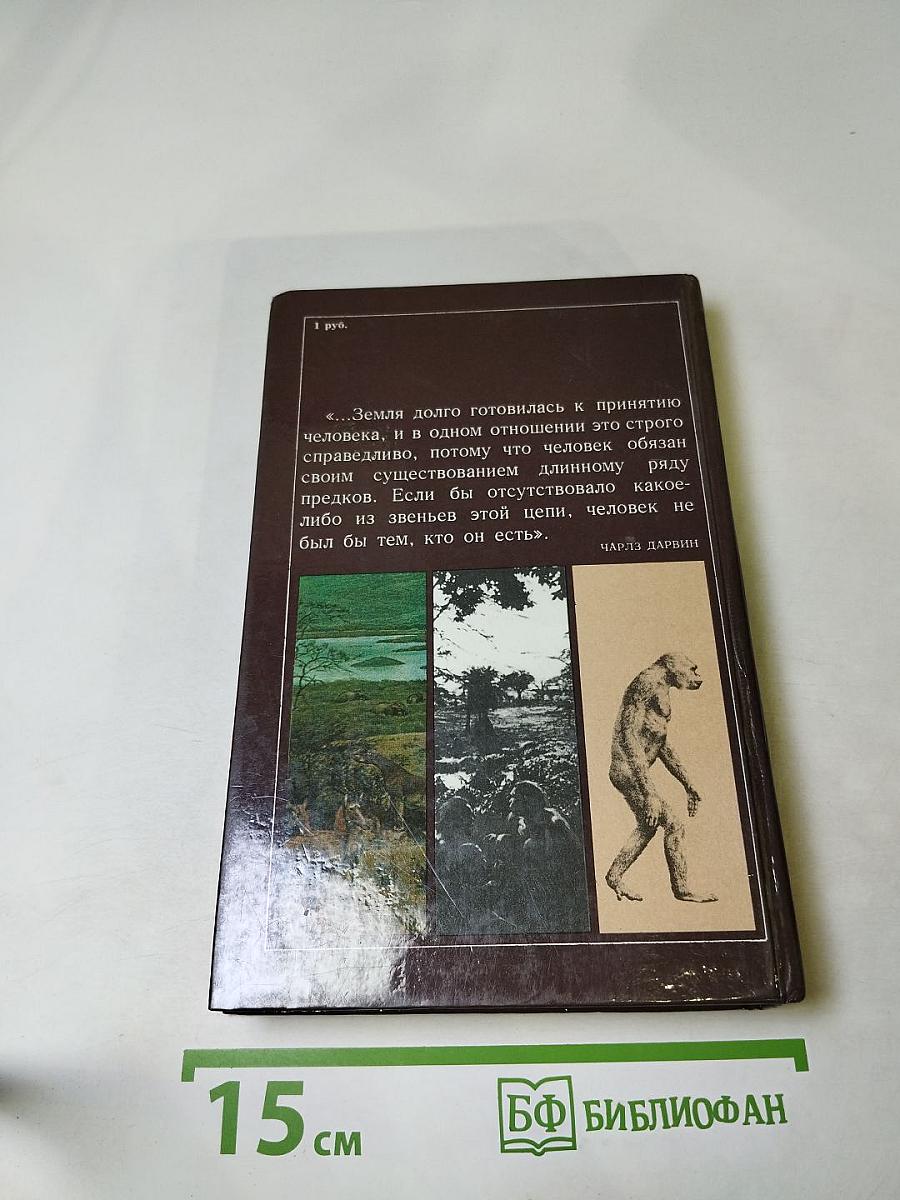 1 руб.
«...Земля долго готовилась к принятию
человека, и в одном отношении это строго
справедливо, потому что человек обязан
своим существованием длинному ряду
предков. Если бы отсутствовало какое-
либо из звеньев этой цепи, человек не
был бы тем, кто он есть».
ЧАРЛЗ ДАРВИН
15 см
БФ БИБЛИОФАН